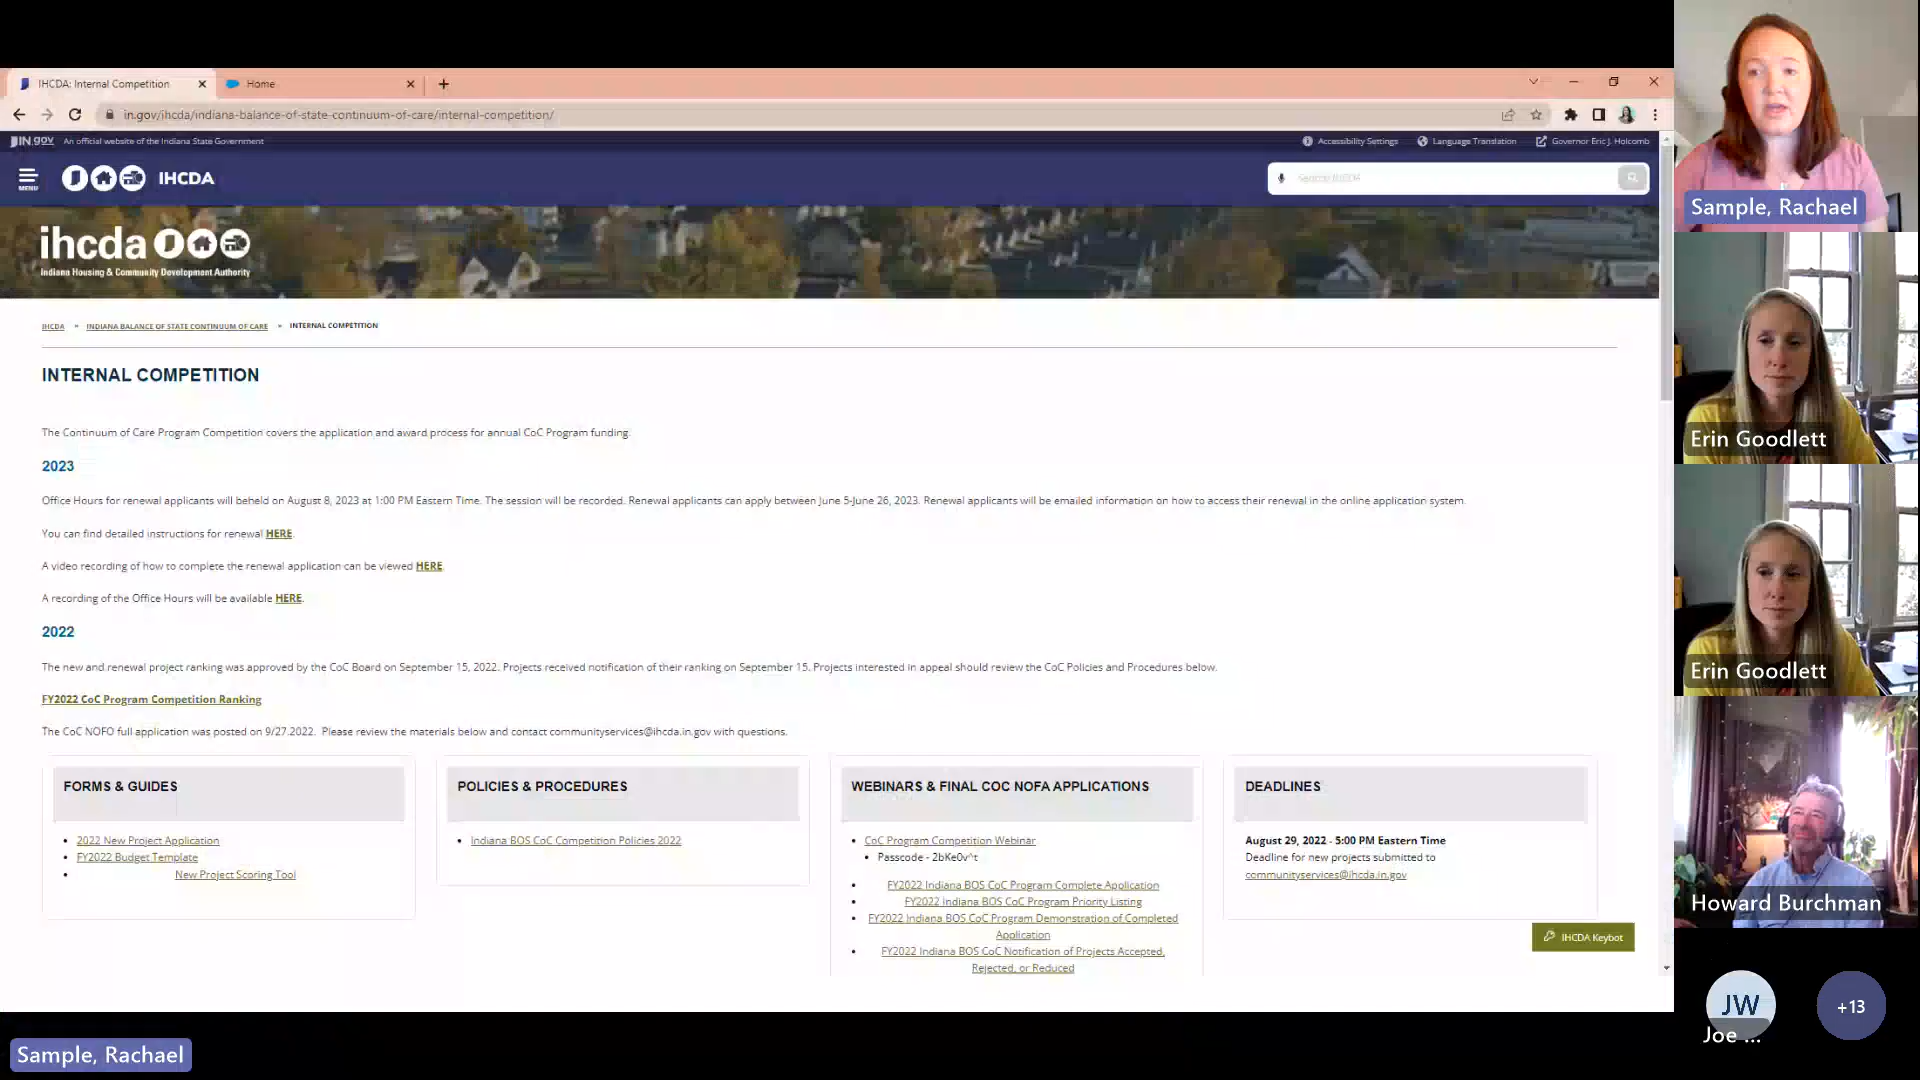 IHCDA: Internal Competition
Home
in.gov/ihcda/indiana-balance-of-state-continuum-of-care/internal-competition/
IN.gov An official website of the Indiana State Government
Accessibility Settings
Language Translation
Governor Eric J. Holcomb
MENU
IHCDA
Search IHCDA
ihcda
Indiana Housing & Community Development Authority
IHCDA » INDIANA BALANCE OF STATE CONTINUUM OF CARE » INTERNAL COMPETITION
INTERNAL COMPETITION
The Continuum of Care Program Competition covers the application and award process for annual CoC Program funding.
2023
Office Hours for renewal applicants will beheld on August 8, 2023 at 1:00 PM Eastern Time. The session will be recorded. Renewal applicants can apply between June 5-June 26, 2023. Renewal applicants will be emailed information on how to access their renewal in the online application system.
You can find detailed instructions for renewal HERE.
A video recording of how to complete the renewal application can be viewed HERE.
A recording of the Office Hours will be available HERE.
2022
The new and renewal project ranking was approved by the CoC Board on September 15, 2022. Projects received notification of their ranking on September 15. Projects interested in appeal should review the CoC Policies and Procedures below.
FY2022 CoC Program Competition Ranking
The CoC NOFO full application was posted on 9/27.2022. Please review the materials below and contact communityservices@ihcda.in.gov with questions.
FORMS & GUIDES
2022 New Project Application
FY2022 Budget Template
New Project Scoring Tool
POLICIES & PROCEDURES
Indiana BOS CoC Competition Policies 2022
WEBINARS & FINAL COC NOFA APPLICATIONS
CoC Program Competition Webinar
Passcode - 2bKe0v^t
FY2022 Indiana BOS CoC Program Complete Application
FY2022 Indiana BOS CoC Program Priority Listing
FY2022 Indiana BOS CoC Program Demonstration of Completed
Application
FY2022 Indiana BOS CoC Notification of Projects Accepted,
Rejected, or Reduced
DEADLINES
August 29, 2022 - 5:00 PM Eastern Time
Deadline for new projects submitted to
communityservices@ihcda.in.gov
IHCDA Keybot
Sample, Rachael
Erin Goodlett
Erin Goodlett
Howard Burchman
JW
Joe ...
+13
Sample, Rachael